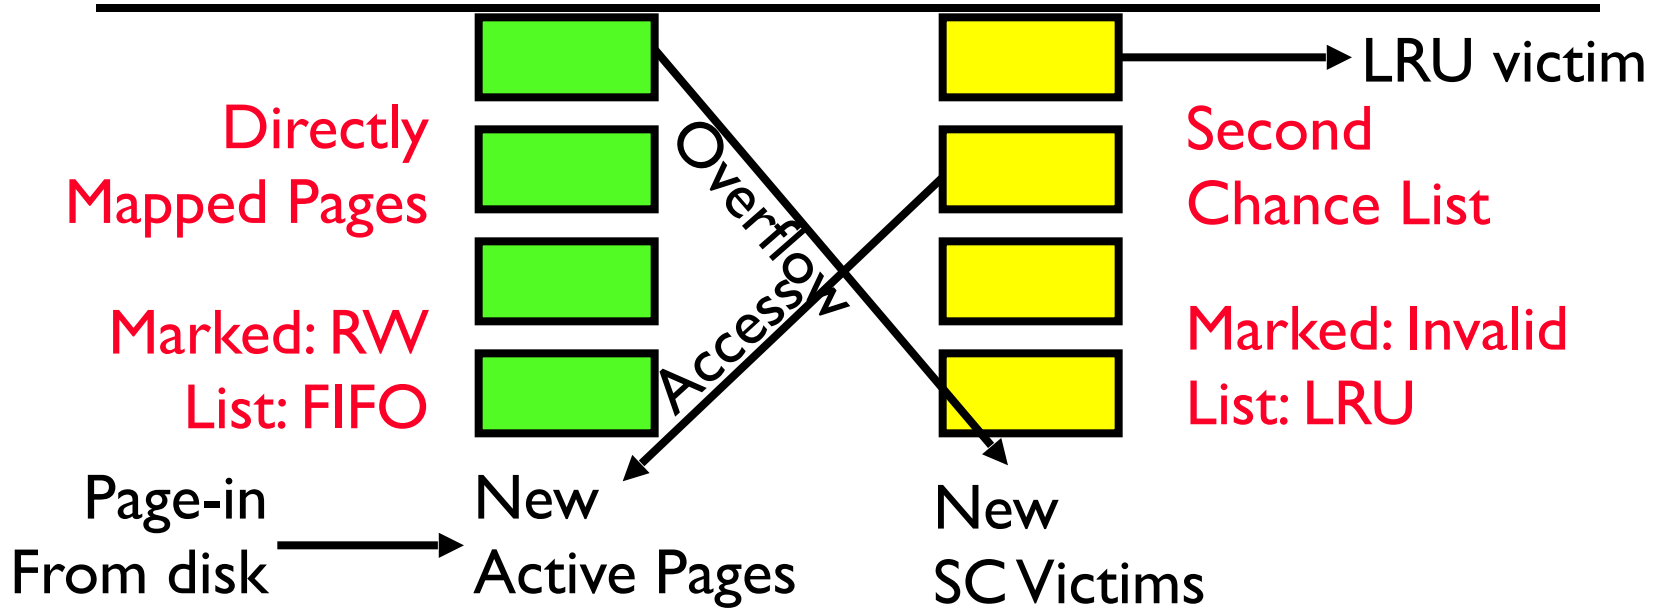 LRU victim
Directly
Mapped Pages
Marked: RW
List: FIFO
Overflow
Access
Second
Chance List
Marked: Invalid
List: LRU
Page-in
From disk
New
Active Pages
New
SC Victims